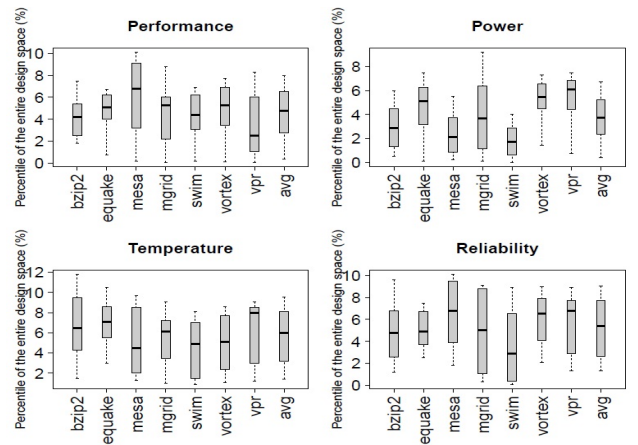 Performance
Percentile of the entire design space (%)
10
8
6
4
2
0
bzip2
equake
mesa
mgrid
swim
vortex
vpr
avg
Power
Percentile of the entire design space (%)
8
6
4
2
0
bzip2
equake
mesa
mgrid
swim
vortex
vpr
avg
Temperature
Percentile of the entire design space (%)
12
10
8
6
4
2
bzip2
equake
mesa
mgrid
swim
vortex
vpr
avg
Reliability
Percentile of the entire design space (%)
10
8
6
4
2
0
bzip2
equake
mesa
mgrid
swim
vortex
vpr
avg